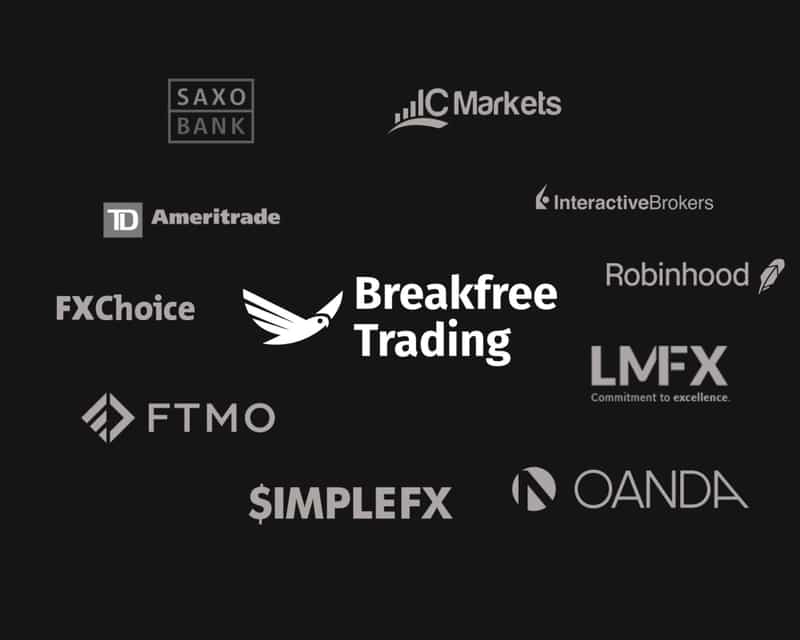 SAXO
BANK
IC Markets
TD Ameritrade
InteractiveBrokers
Robinhood
FXChoice
Breakfree
Trading
LMFX
Commitment to excellence.
FTMO
$IMPLEFX
OANDA